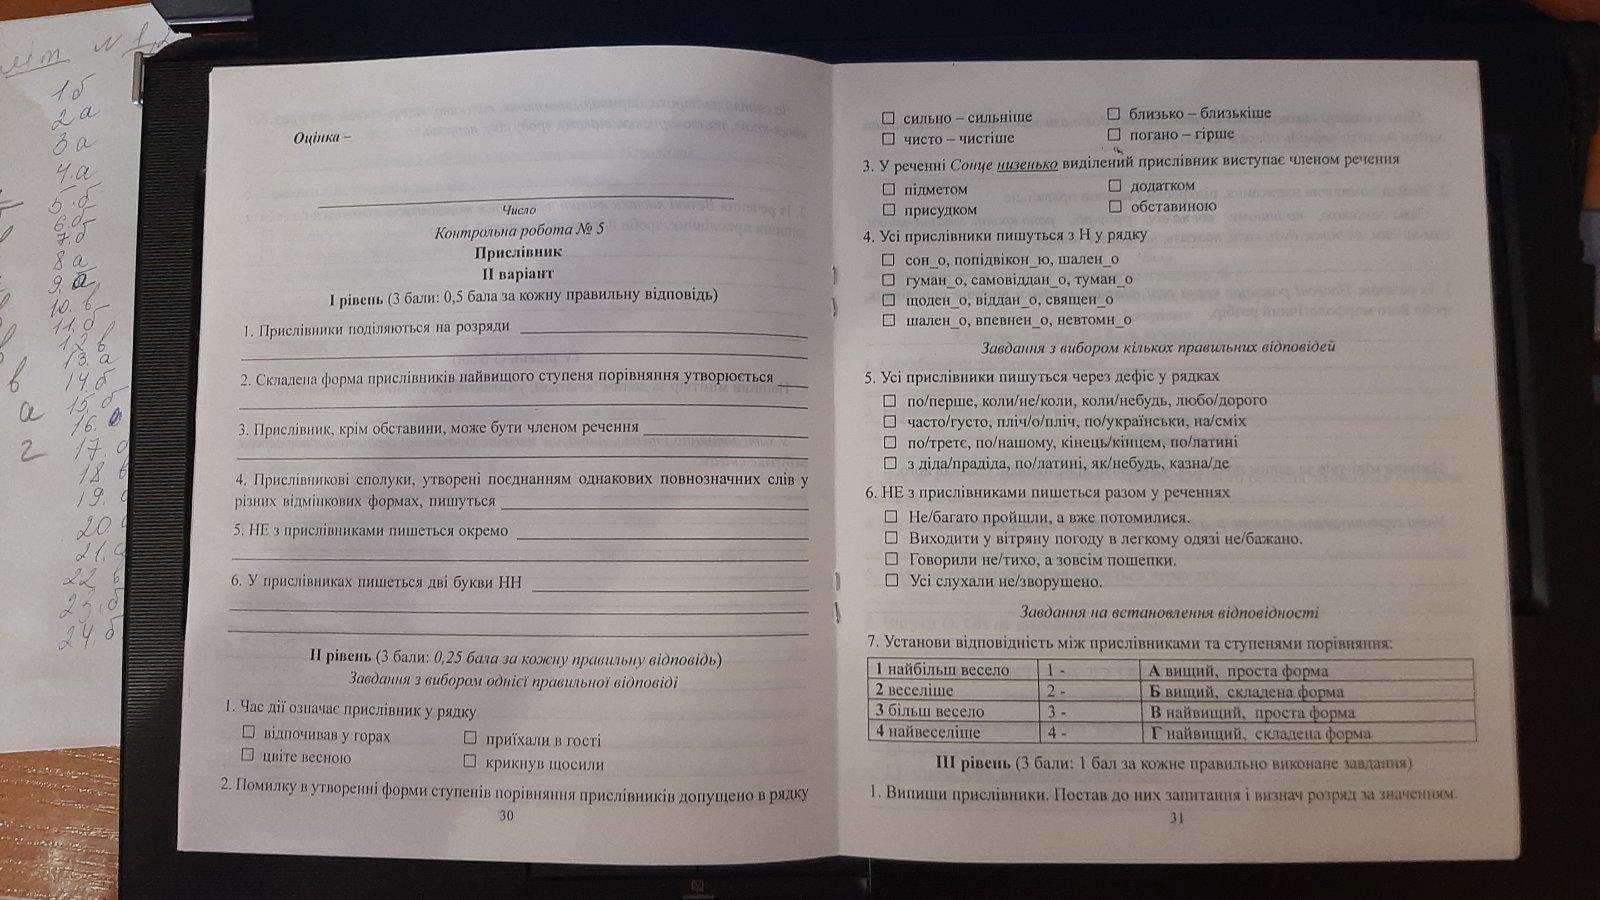 № 1,2
1б
2а
3а
4.а
5.б
6.б
7.б
8а
9.а
10.в
11.б
12в
13.а
14.б
15.б
16.а
17.
18 в
19.
20.
21.
22 в
23.б
24.б
в
а
г
Оцінка –
Число
Контрольна робота № 5
Прислівник
ІІ варіант
І рівень (3 бали: 0,5 бала за кожну правильну відповідь)
1. Прислівники поділяються на розряди
2. Складена форма прислівників найвищого ступеня порівняння утворюється
3. Прислівник, крім обставини, може бути членом речення
4. Прислівникові сполуки, утворені поєднанням однакових повнозначних слів у
різних відмінкових формах, пишуться
5. НЕ з прислівниками пишеться окремо
6. У прислівниках пишеться дві букви НН
ІІ рівень (3 бали: 0,25 бала за кожну правильну відповідь)
Завдання з вибором однієї правильної відповіді
1. Час дії означає прислівник у рядку
☐ відпочивав у горах ☐ приїхали в гості
☐ цвіте весною ☐ крикнув щосили
2. Помилку в утворенні форми ступенів порівняння прислівників допущено в рядку
30
☐ сильно – сильніше ☐ близько – близькіше
☐ чисто – чистіше ☐ погано – гірше
3. У реченні Сонце низенько виділений прислівник виступає членом речення
☐ підметом ☐ додатком
☐ присудком ☐ обставиною
4. Усі прислівники пишуться з Н у рядку
☐ сон_о, попідвікон_ю, шален_о
☐ гуман_о, самовіддан_о, туман_о
☐ щоден_о, віддан_о, священ_о
☐ шален_о, впевнен_о, невтомн_о
Завдання з вибором кількох правильних відповідей
5. Усі прислівники пишуться через дефіс у рядках
☐ по/перше, коли/не/коли, коли/небудь, любо/дорого
☐ часто/густо, пліч/о/пліч, по/українськи, на/сміх
☐ по/третє, по/нашому, кінець/кінцем, по/латині
☐ з діда/прадіда, по/латині, як/небудь, казна/де
6. НЕ з прислівниками пишеться разом у реченнях
☐ Не/багато пройшли, а вже потомилися.
☐ Виходити у вітряну погоду в легкому одязі не/бажано.
☐ Говорили не/тихо, а зовсім пошепки.
☐ Усі слухали не/зворушено.
Завдання на встановлення відповідності
7. Установи відповідність між прислівниками та ступенями порівняння:
1 найбільш весело 1 - А вищий, проста форма
2 веселіше 2 - Б вищий, складена форма
3 більш весело 3 - В найвищий, проста форма
4 найвеселіше 4 - Г найвищий, складена форма
ІІІ рівень (3 бали: 1 бал за кожне правильно виконане завдання)
1. Випиши прислівники. Постав до них запитання і визнач розряд за значенням.
31